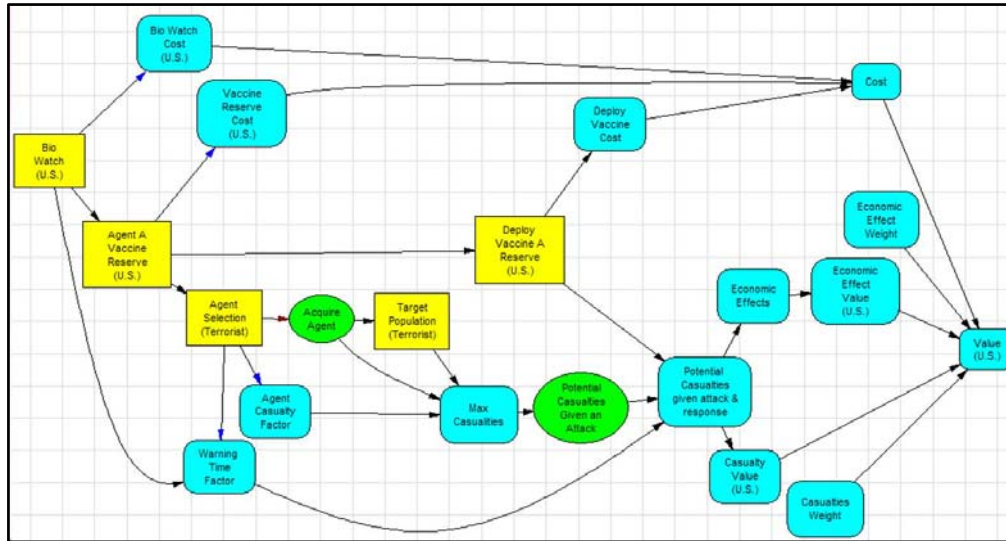 Bio Watch
Cost
(U.S.)
Vaccine
Reserve
Cost
(U.S.)
Cost
Deploy
Vaccine
Cost
Bio
Watch
(U.S.)
Agent A
Vaccine
Reserve
(U.S.)
Deploy
Vaccine A
Reserve
(U.S.)
Economic
Effect
Weight
Economic
Effects
Economic
Effect
Value
(U.S.)
Agent
Selection
(Terrorist)
Acquire
Agent
Target
Population
(Terrorist)
Value
(U.S.)
Agent
Casualty
Factor
Max
Casualities
Potential
Casualties
Given an
Attack
Potential
Casualties
given attack &
response
Warning
Time
Factor
Casualty
Value
(U.S.)
Casualties
Weight